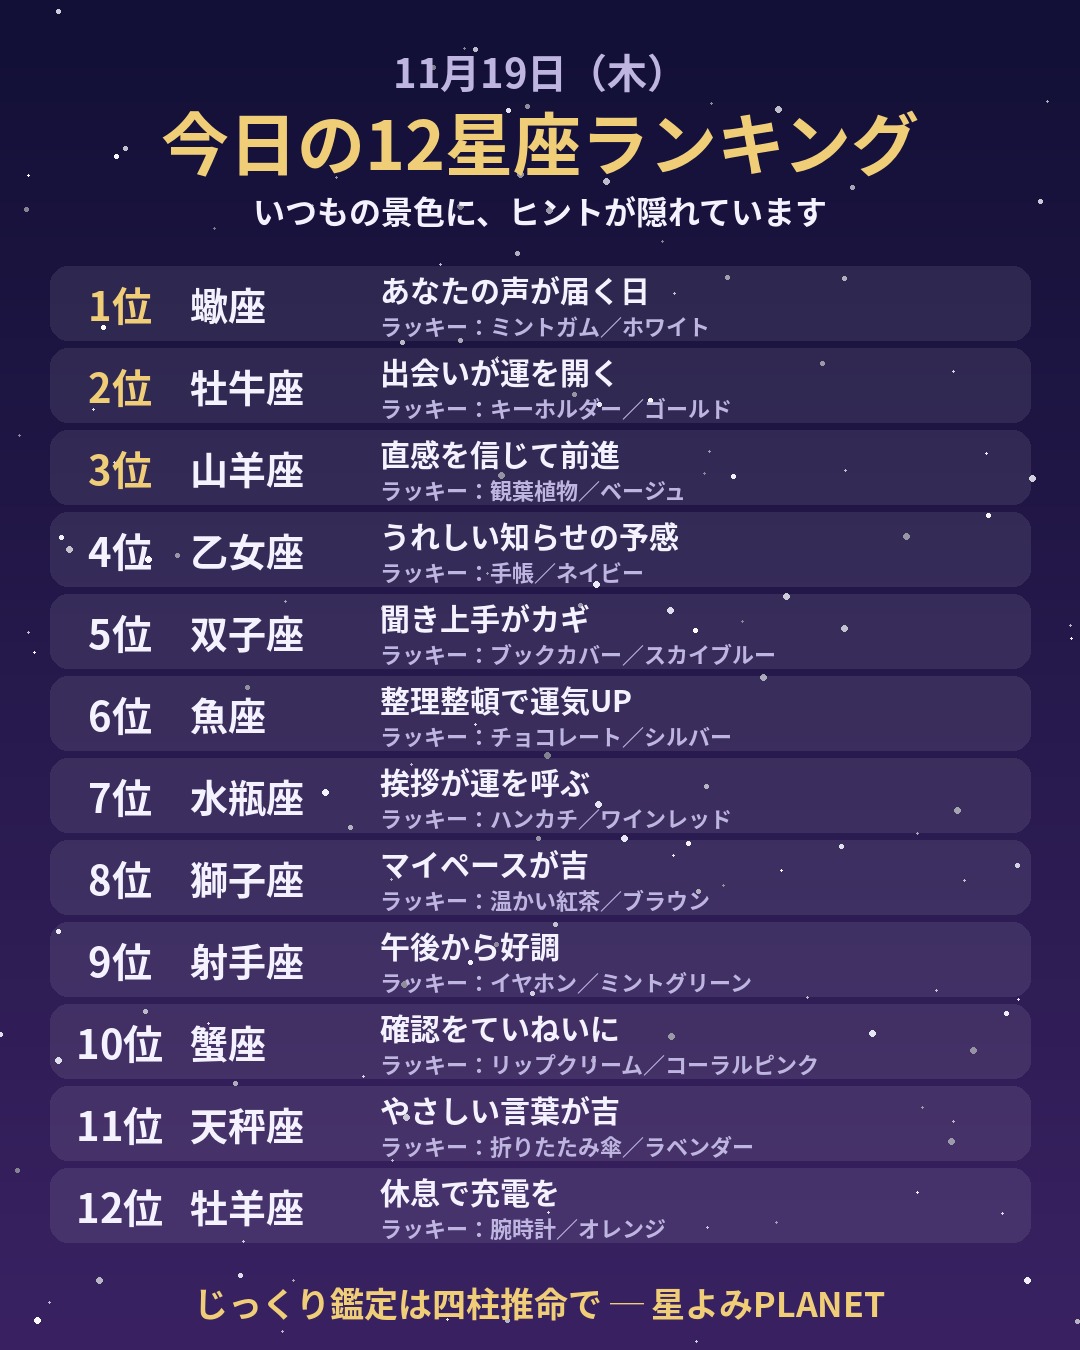 11月19日（木）
今日の12星座ランキング
いつもの景色に、ヒントが隠れています
1位 蠍座 あなたの声が届く日
ラッキー：ミントガム／ホワイト
2位 牡牛座 出会いが運を開く
ラッキー：キーホルダー／ゴールド
3位 山羊座 直感を信じて前進
ラッキー：観葉植物／ベージュ
4位 乙女座 うれしい知らせの予感
ラッキー：手帳／ネイビー
5位 双子座 聞き上手がカギ
ラッキー：ブックカバー／スカイブルー
6位 魚座 整理整頓で運気UP
ラッキー：チョコレート／シルバー
7位 水瓶座 挨拶が運を呼ぶ
ラッキー：ハンカチ／ワインレッド
8位 獅子座 マイペースが吉
ラッキー：温かい紅茶／ブラウン
9位 射手座 午後から好調
ラッキー：イヤホン／ミントグリーン
10位 蟹座 確認をていねいに
ラッキー：リップクリーム／コーラルピンク
11位 天秤座 やさしい言葉が吉
ラッキー：折りたたみ傘／ラベンダー
12位 牡羊座 休息で充電を
ラッキー：腕時計／オレンジ
じっくり鑑定は四柱推命で — 星よみPLANET